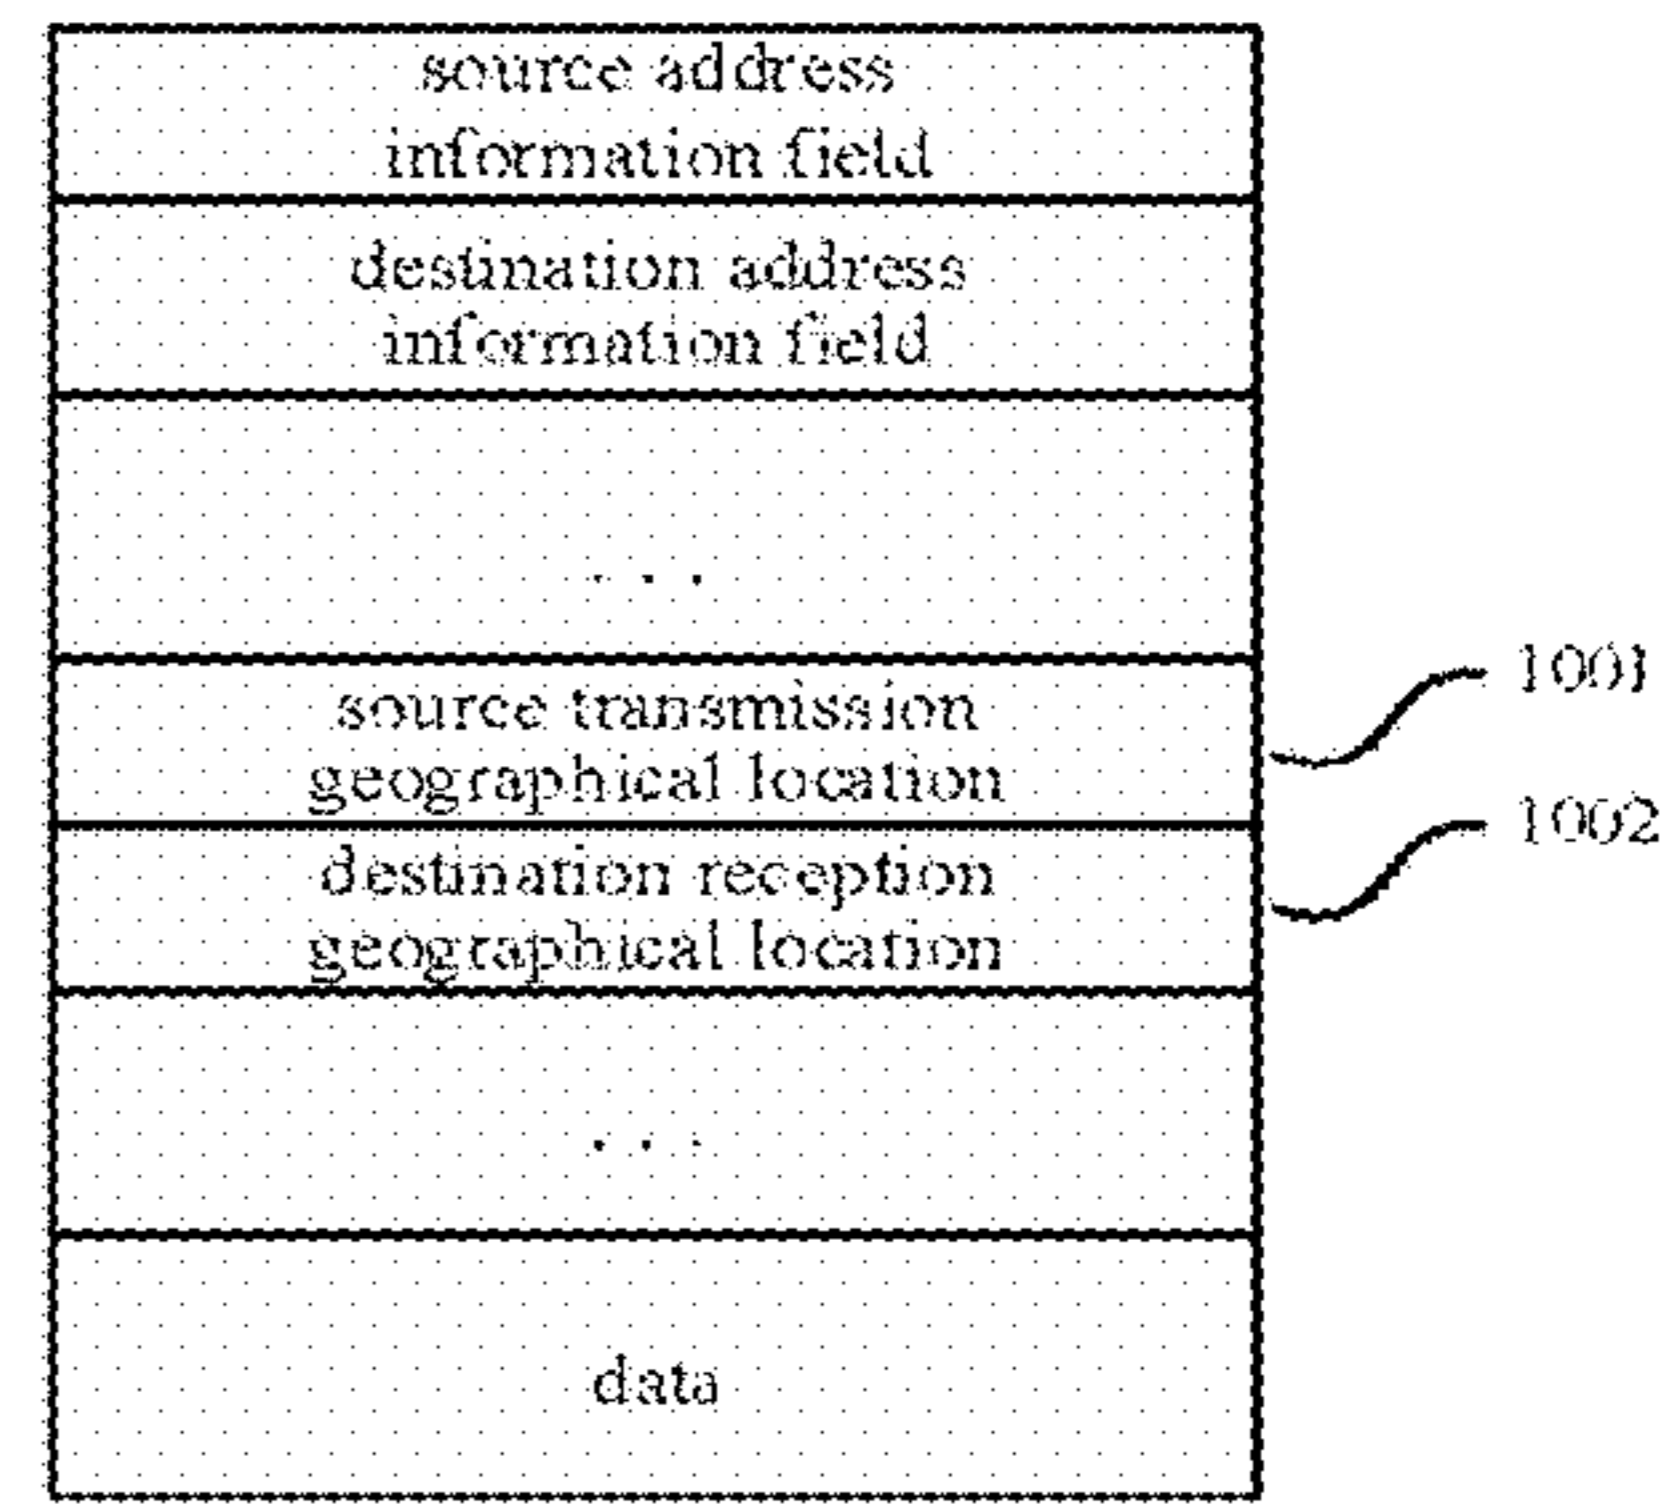 source address
information field
destination address
information field
. . .
source transmission
geographical location
1001
destination reception
geographical location
1002
. . .
data